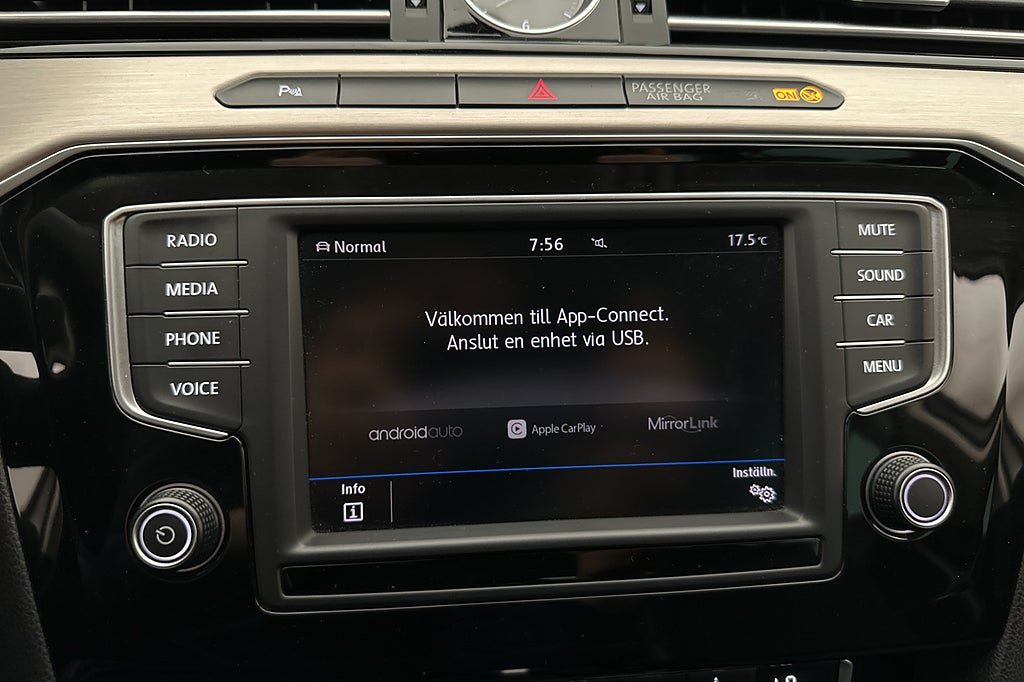 6
P
PASSENGER
AIR BAG
ON
RADIO
MEDIA
PHONE
VOICE
Normal
7:56
17.5°C
Välkommen till App-Connect.
Anslut en enhet via USB.
androidauto
Apple CarPlay
MirrorLink
Info
i
Inställn.
MUTE
SOUND
CAR
MENU